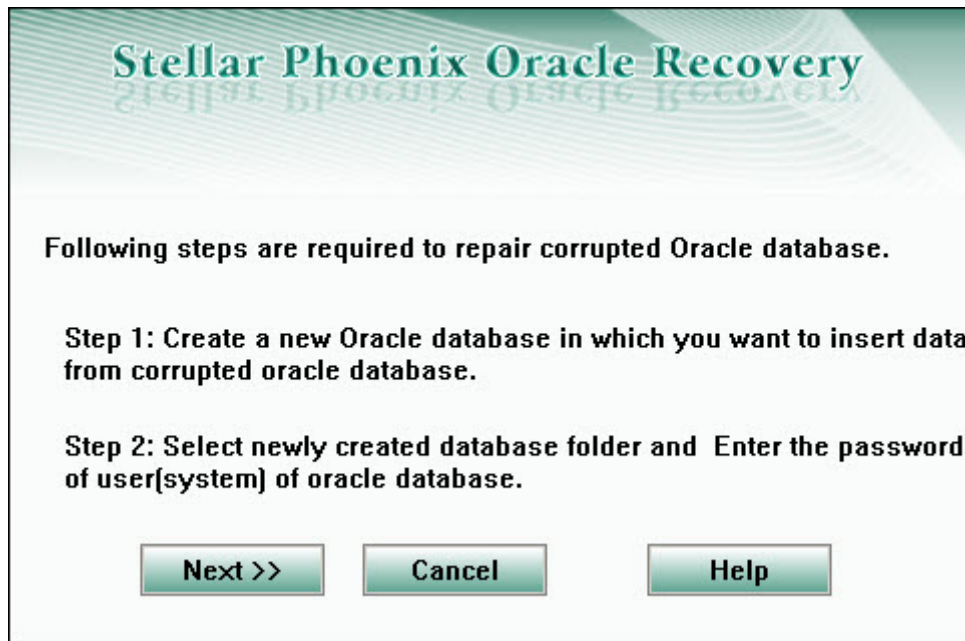 Stellar Phoenix Oracle Recovery
Following steps are required to repair corrupted Oracle database.
Step 1: Create a new Oracle database in which you want to insert data
from corrupted oracle database.
Step 2: Select newly created database folder and  Enter the password
of user(system) of oracle database.
Next >>
Cancel
Help